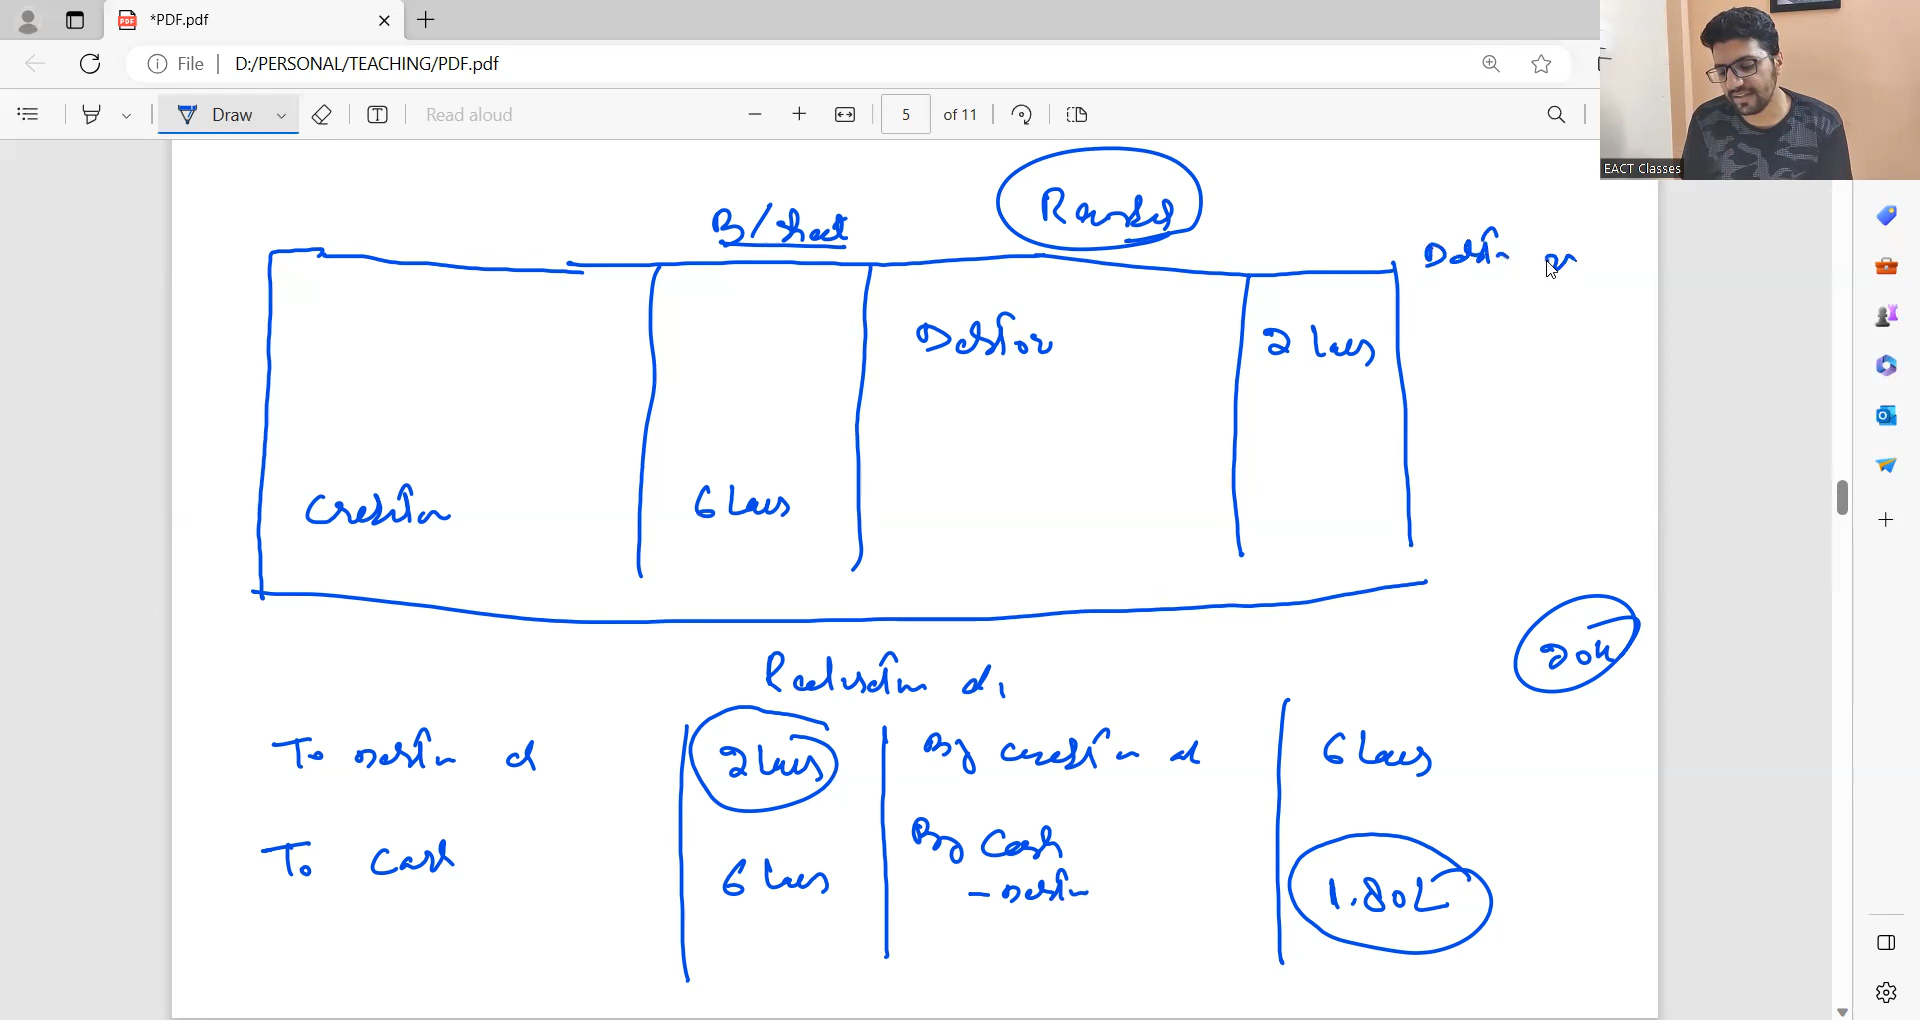 *PDF.pdf
File
D:/PERSONAL/TEACHING/PDF.pdf
Draw
Read aloud
5
of 11
EACT Classes
B/sheet
Debtor
Debtor
2 lacs
Creditor
6 Lacs
20K
Realisation a/c
To debtor a/c
2 Lacs
By creditor a/c
6 Lacs
To Cash
6 Lacs
By Cash
- debtor
1.80L